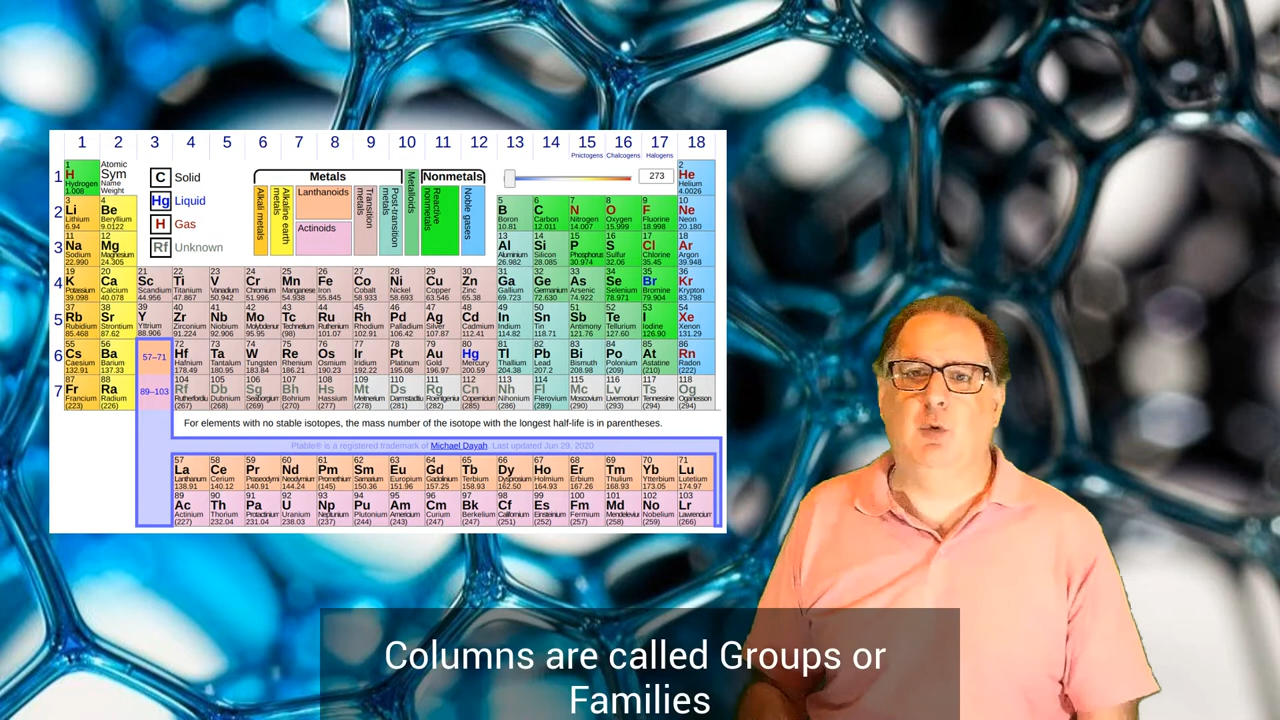 1 2 3 4 5 6 7 8 9 10 11 12 13 14 15 16 17 18
Pnictogens Chalcogens Halogens
1
1 H Hydrogen 1.008
Atomic Sym Name Weight
C Solid
Hg Liquid
H Gas
Rf Unknown
Metals
Metalloids
Nonmetals
Alkali metals
Alkaline earth metals
Lanthanoids
Actinoids
Transition metals
Post-transition metals
Reactive nonmetals
Noble gases
273
2 He Helium 4.0026
2
3 Li Lithium 6.94
4 Be Beryllium 9.0122
5 B Boron 10.81
6 C Carbon 12.011
7 N Nitrogen 14.007
8 O Oxygen 15.999
9 F Fluorine 18.998
10 Ne Neon 20.180
3
11 Na Sodium 22.990
12 Mg Magnesium 24.305
13 Al Aluminium 26.982
14 Si Silicon 28.085
15 P Phosphorus 30.974
16 S Sulfur 32.06
17 Cl Chlorine 35.45
18 Ar Argon 39.948
4
19 K Potassium 39.098
20 Ca Calcium 40.078
21 Sc Scandium 44.956
22 Ti Titanium 47.867
23 V Vanadium 50.942
24 Cr Chromium 51.996
25 Mn Manganese 54.938
26 Fe Iron 55.845
27 Co Cobalt 58.933
28 Ni Nickel 58.693
29 Cu Copper 63.546
30 Zn Zinc 65.38
31 Ga Gallium 69.723
32 Ge Germanium 72.630
33 As Arsenic 74.922
34 Se Selenium 78.971
35 Br Bromine 79.904
36 Kr Krypton 83.798
5
37 Rb Rubidium 85.468
38 Sr Strontium 87.62
39 Y Yttrium 88.906
40 Zr Zirconium 91.224
41 Nb Niobium 92.906
42 Mo Molybdenur 95.95
43 Tc Technetium (98)
44 Ru Ruthenium 101.07
45 Rh Rhodium 102.91
46 Pd Palladium 106.42
47 Ag Silver 107.87
48 Cd Cadmium 112.41
49 In Indium 114.82
50 Sn Tin 118.71
51 Sb Antimony 121.76
52 Te Tellurium 127.60
53 I Iodine 126.90
54 Xe Xenon 131.29
6
55 Cs Caesium 132.91
56 Ba Barium 137.33
57–71
72 Hf Hafnium 178.49
73 Ta Tantalum 180.95
74 W Tungsten 183.84
75 Re Rhenium 186.21
76 Os Osmium 190.23
77 Ir Iridium 192.22
78 Pt Platinum 195.08
79 Au Gold 196.97
80 Hg Mercury 200.59
81 Tl Thallium 204.38
82 Pb Lead 207.2
83 Bi Bismuth 208.98
84 Po Polonium (209)
85 At Astatine (210)
86 Rn Radon (222)
7
87 Fr Francium (223)
88 Ra Radium (226)
89–103
104 Rf Rutherfordiu (267)
105 Db Dubnium (268)
106 Sg Seaborgiur (269)
107 Bh Bohrium (270)
108 Hs Hassium (277)
109 Mt Meitnerium (278)
110 Ds Darmstadtiu (281)
111 Rg Roentgeniu (282)
112 Cn Copernicium (285)
113 Nh Nihonium (286)
114 Fl Flerovium (289)
115 Mc Moscovium (290)
116 Lv Livermoriur (293)
117 Ts Tennessine (294)
118 Og Oganesson (294)
For elements with no stable isotopes, the mass number of the isotope with the longest half-life is in parentheses.
Ptable® is a registered trademark of Michael Dayah. Last updated Jun 29, 2020
57 La Lanthanum 138.91
58 Ce Cerium 140.12
59 Pr Praseodymi 140.91
60 Nd Neodymiur 144.24
61 Pm Promethiur (145)
62 Sm Samarium 150.36
63 Eu Europium 151.96
64 Gd Gadolinium 157.25
65 Tb Terbium 158.93
66 Dy Dysprosium 162.50
67 Ho Holmium 164.93
68 Er Erbium 167.26
69 Tm Thulium 168.93
70 Yb Ytterbium 173.05
71 Lu Lutetium 174.97
89 Ac Actinium (227)
90 Th Thorium 232.04
91 Pa Protactiniur 231.04
92 U Uranium 238.03
93 Np Neptunium (237)
94 Pu Plutonium (244)
95 Am Americium (243)
96 Cm Curium (247)
97 Bk Berkelium (247)
98 Cf Californium (251)
99 Es Einsteiniun (252)
100 Fm Fermium (257)
101 Md Mendeleviur (258)
102 No Nobelium (259)
103 Lr Lawrenciur (266)
Columns are called Groups or
Families